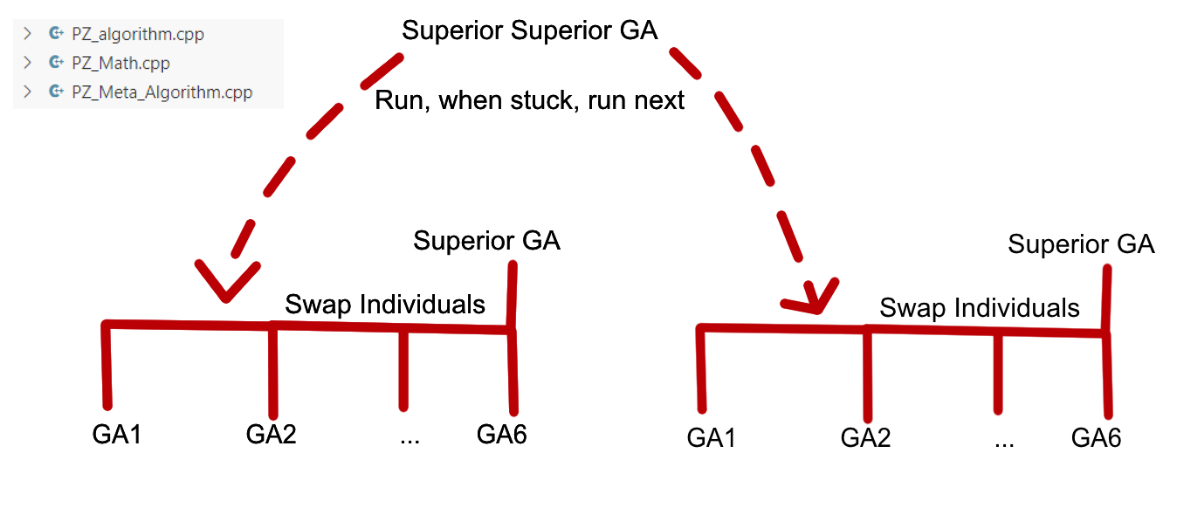 PZ_algorithm.cpp
PZ_Math.cpp
PZ_Meta_Algorithm.cpp
Superior Superior GA
Run, when stuck, run next
Superior GA
Swap Individuals
GA1
GA2
...
GA6
Superior GA
Swap Individuals
GA1
GA2
...
GA6